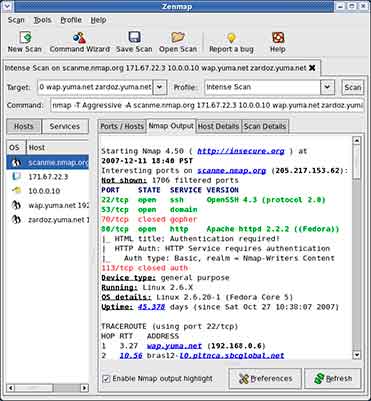 Zenmap
Scan Tools Profile Help
New Scan Command Wizard Save Scan Open Scan Report a bug Help
Intense Scan on scanme.nmap.org 171.67.22.3 10.0.0.10 wap.yuma.net zardoz.yuma.net
Target: 0 wap.yuma.net zardoz.yuma.net Profile: Intense Scan Scan
Command: nmap -T Aggressive -A scanme.nmap.org 171.67.22.3 10.0.0.10 wap.yuma.net zardoz.yuma
Hosts Services
OS Host
scanme.nmap.org
171.67.22.3
10.0.0.10
wap.yuma.net 192
zardoz.yuma.net 1
Ports / Hosts Nmap Output Host Details Scan Details
Starting Nmap 4.50 ( http://insecure.org ) at
2007-12-11 18:40 PST
Interesting ports on scanme.nmap.org (205.217.153.62):
Not shown: 1706 filtered ports
PORT STATE SERVICE VERSION
22/tcp open ssh OpenSSH 4.3 (protocol 2.0)
53/tcp open domain
70/tcp closed gopher
80/tcp open http Apache httpd 2.2.2 ((Fedora))
|_ HTML title: Authentication required!
| HTTP Auth: HTTP Service requires authentication
|_ Auth type: Basic, realm = Nmap-Writers Content
113/tcp closed auth
Device type: general purpose
Running: Linux 2.6.X
OS details: Linux 2.6.20-1 (Fedora Core 5)
Uptime: 45.378 days (since Sat Oct 27 10:38:07 2007)
TRACEROUTE (using port 22/tcp)
HOP RTT ADDRESS
1 3.27 wap.yuma.net (192.168.0.6)
2 10.56 bras12-l0.pltnca.sbcglobal.net
Enable Nmap output highlight Preferences Refresh